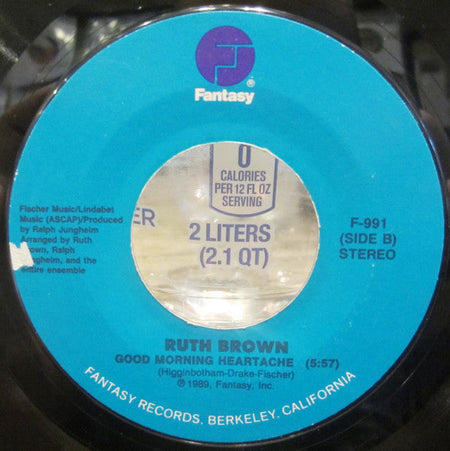 Fantasy®
Fischer Music/Lindabet
Music (ASCAP)/Produced
by Ralph Jungheim
Arranged by Ruth
Brown, Ralph
Jungheim, and the
entire ensemble
F-991
(SIDE B)
STEREO
0
CALORIES
PER 12 FL OZ
SERVING
ER
2 LITERS
(2.1 QT)
RUTH BROWN
GOOD MORNING HEARTACHE (5:57)
(Higginbotham-Drake-Fischer)
℗ 1989, Fantasy, Inc.
FANTASY RECORDS, BERKELEY, CALIFORNIA